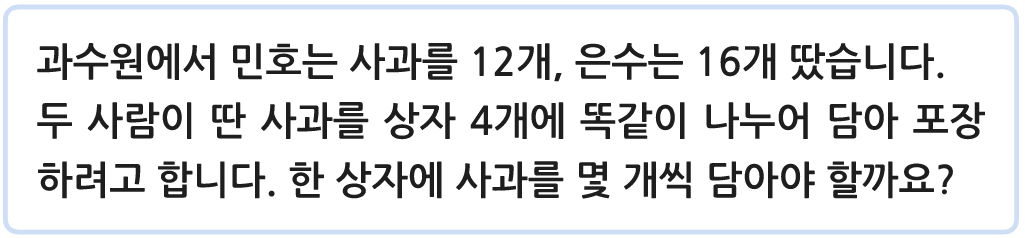 과수원에서 민호는 사과를 12개, 은수는 16개 땄습니다.
두 사람이 딴 사과를 상자 4개에 똑같이 나누어 담아 포장
하려고 합니다. 한 상자에 사과를 몇 개씩 담아야 할까요?